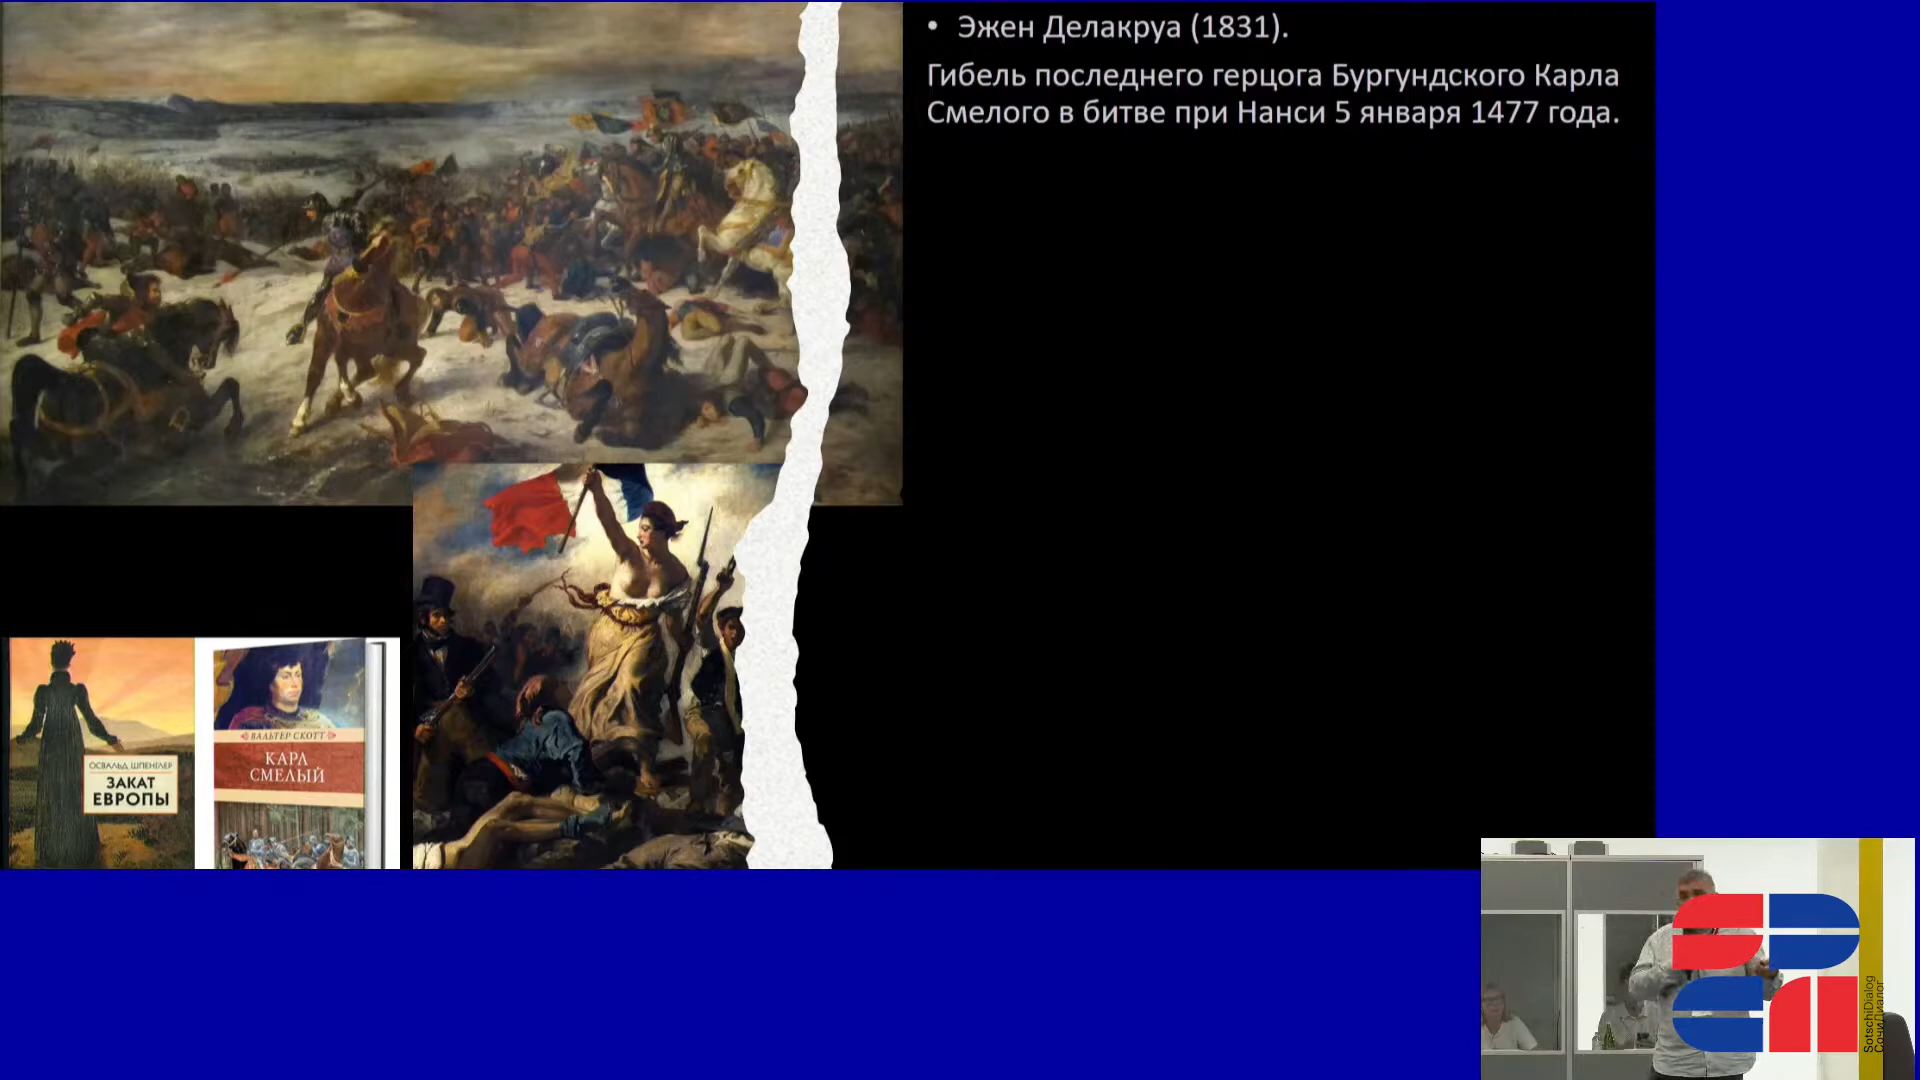 • Эжен Делакруа (1831).
Гибель последнего герцога Бургундского Карла
Смелого в битве при Нанси 5 января 1477 года.
ОСВАЛЬД ШПЕНГЛЕР
ЗАКАТ
ЕВРОПЫ
ВАЛЬТЕР СКОТТ
КАРЛ
СМЕЛЫЙ
SotschiDialog
СочиДиалог